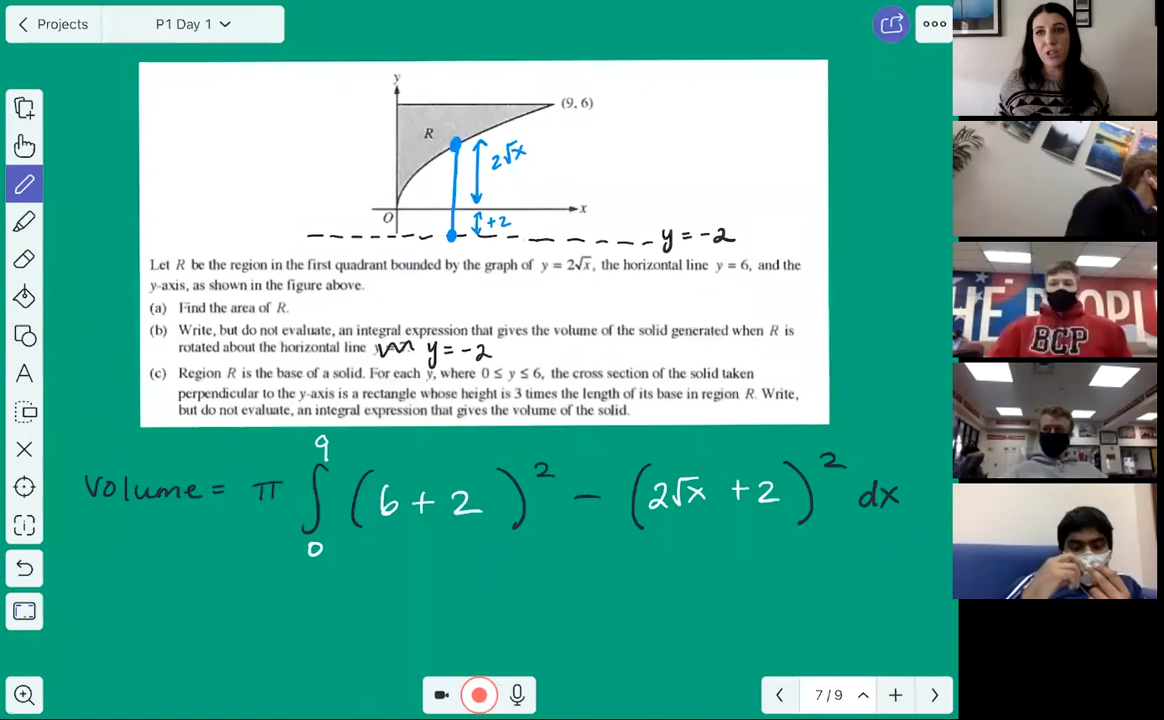 Projects
P1 Day 1
y
(9, 6)
R
2√x
O
x
+2
y = -2
Let R be the region in the first quadrant bounded by the graph of y = 2√x, the horizontal line y = 6, and the
y-axis, as shown in the figure above.
(a) Find the area of R.
(b) Write, but do not evaluate, an integral expression that gives the volume of the solid generated when R is
rotated about the horizontal line y = -2
(c) Region R is the base of a solid. For each y, where 0 ≤ y ≤ 6, the cross section of the solid taken
perpendicular to the y-axis is a rectangle whose height is 3 times the length of its base in region R. Write,
but do not evaluate, an integral expression that gives the volume of the solid.
Volume = π ∫₀⁹ (6 + 2)² - (2√x + 2)² dx
A
7/9
HE PEOPL
BCP